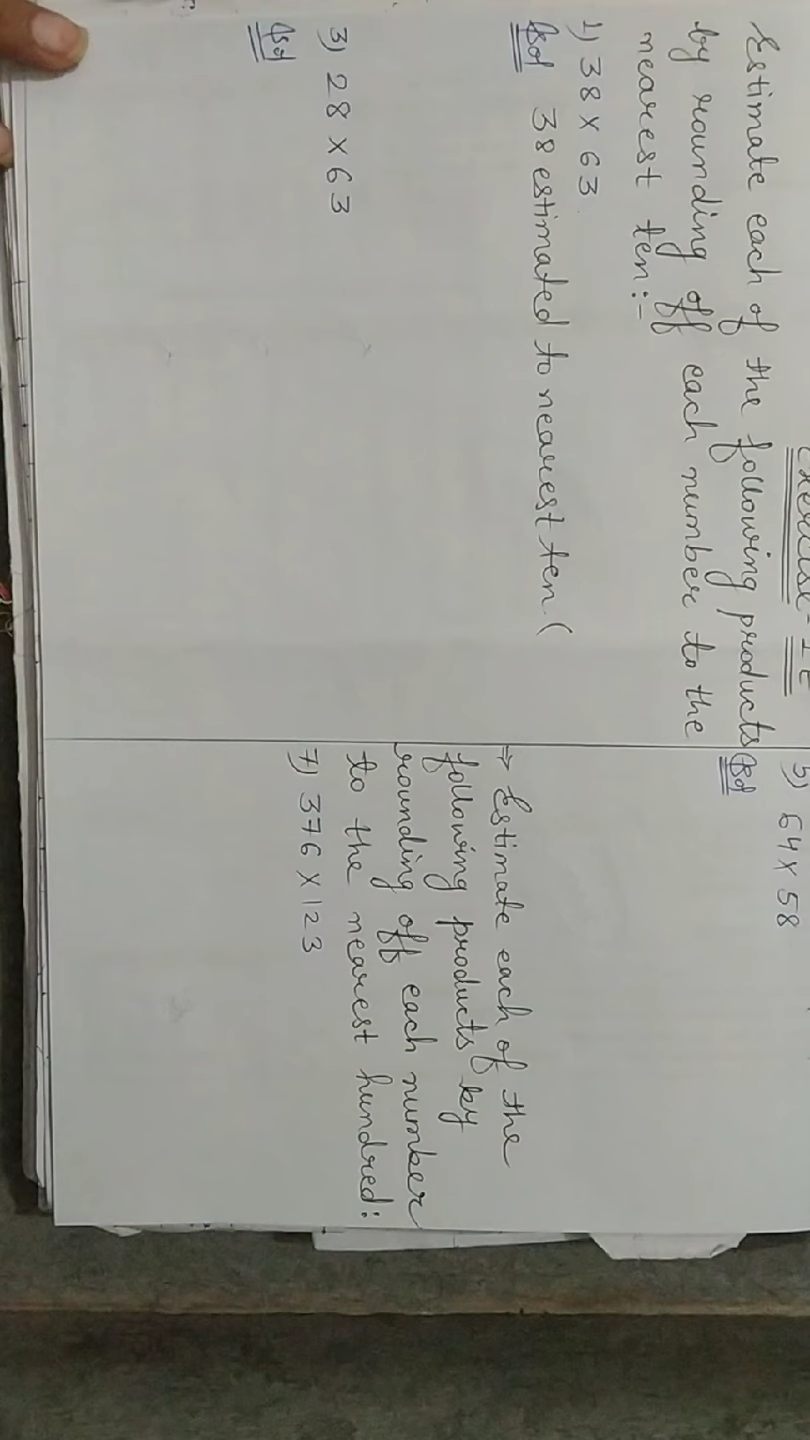 Exercise - 1E
Estimate each of the following products
by rounding off each number to the
nearest ten:-
1) 38 x 63.
Sol 38 estimated to nearest ten (
3) 28 x 63
Sol
5) 64 x 58
Sol
→ Estimate each of the
following products by
rounding off each number
to the nearest hundred:
7) 376 x 123